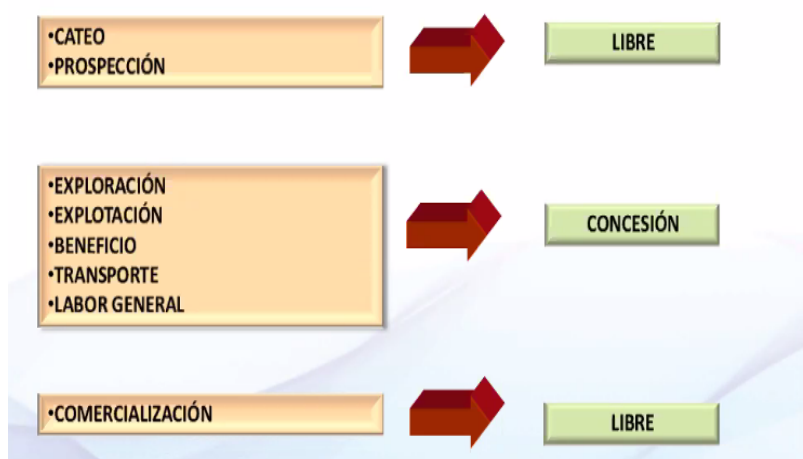 •CATEO
•PROSPECCIÓN
LIBRE
•EXPLORACIÓN
•EXPLOTACIÓN
•BENEFICIO
•TRANSPORTE
•LABOR GENERAL
CONCESIÓN
•COMERCIALIZACIÓN
LIBRE